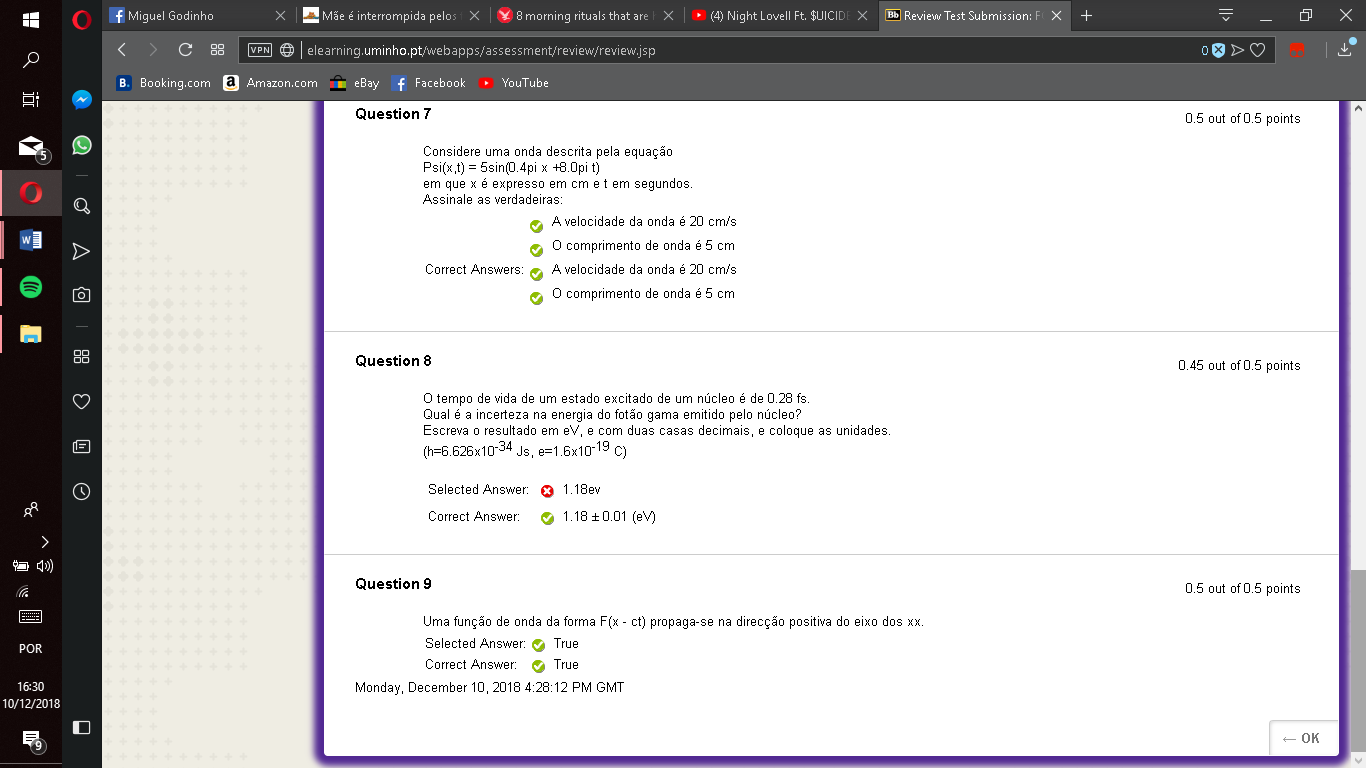 Miguel Godinho
Mãe é interrompida pelos
8 morning rituals that are
(4) Night Lovell Ft. $UICIDE
Bb Review Test Submission: F
VPN elearning.uminho.pt/webapps/assessment/review/review.jsp 0
B. Booking.com a Amazon.com eBay Facebook YouTube
Question 7
0.5 out of 0.5 points
Considere uma onda descrita pela equação
Psi(x,t) = 5sin(0.4pi x +8.0pi t)
em que x é expresso em cm e t em segundos.
Assinale as verdadeiras:
A velocidade da onda é 20 cm/s
O comprimento de onda é 5 cm
Correct Answers: A velocidade da onda é 20 cm/s
O comprimento de onda é 5 cm
Question 8
0.45 out of 0.5 points
O tempo de vida de um estado excitado de um núcleo é de 0.28 fs.
Qual é a incerteza na energia do fotão gama emitido pelo núcleo?
Escreva o resultado em eV, e com duas casas decimais, e coloque as unidades.
(h=6.626x10-34 Js, e=1.6x10-19 C)
Selected Answer: 1.18ev
Correct Answer: 1.18 ± 0.01 (eV)
Question 9
0.5 out of 0.5 points
Uma função de onda da forma F(x - ct) propaga-se na direcção positiva do eixo dos xx.
Selected Answer: True
Correct Answer: True
Monday, December 10, 2018 4:28:12 PM GMT
← OK
5
W
POR
16:30
10/12/2018
9